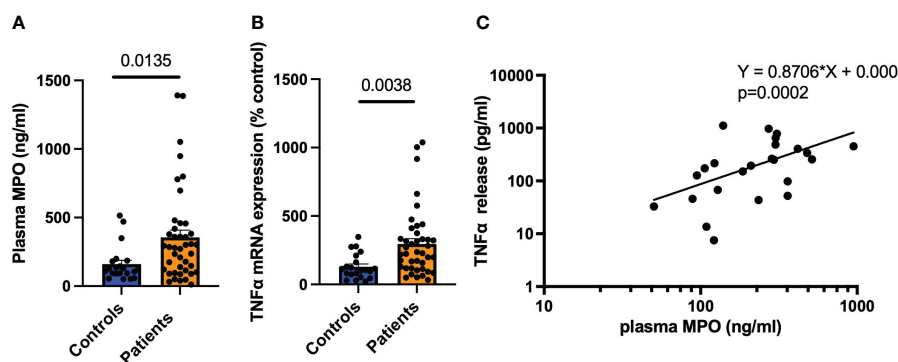 A
0.0135
1500
1000
500
0
Plasma MPO (ng/ml)
Controls
Patients
B
0.0038
1500
1000
500
0
TNFα mRNA expression (% control)
Controls
Patients
C
Y = 0.8706*X + 0.000
p=0.0002
10000
1000
100
10
1
TNFα release (pg/ml)
10
100
1000
plasma MPO (ng/ml)